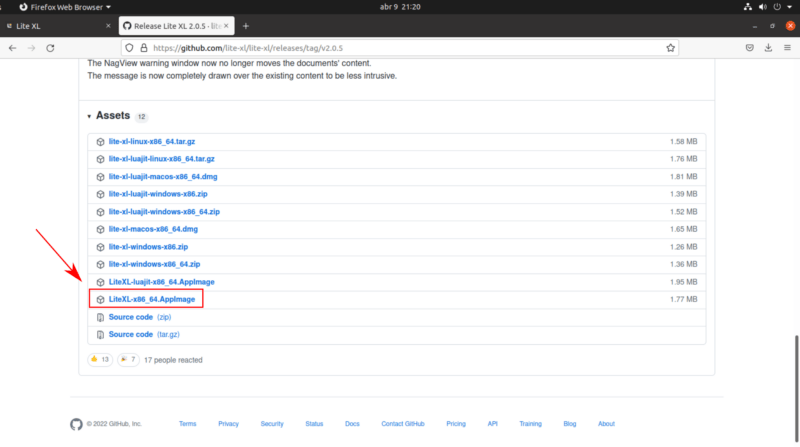 Firefox Web Browser
abr 9 21:20
Lite XL
Release Lite XL 2.0.5 · lite
https://github.com/lite-xl/lite-xl/releases/tag/v2.0.5
The NagView warning window now no longer moves the documents' content.
The message is now completely drawn over the existing content to be less intrusive.
Assets 12
lite-xl-linux-x86_64.tar.gz 1.58 MB
lite-xl-luajit-linux-x86_64.tar.gz 1.76 MB
lite-xl-luajit-macos-x86_64.dmg 1.81 MB
lite-xl-luajit-windows-x86.zip 1.39 MB
lite-xl-luajit-windows-x86_64.zip 1.52 MB
lite-xl-macos-x86_64.dmg 1.65 MB
lite-xl-windows-x86.zip 1.26 MB
lite-xl-windows-x86_64.zip 1.36 MB
LiteXL-luajit-x86_64.AppImage 1.95 MB
LiteXL-x86_64.AppImage 1.77 MB
Source code (zip)
Source code (tar.gz)
13 7 17 people reacted
© 2022 GitHub, Inc. Terms Privacy Security Status Docs Contact GitHub Pricing API Training Blog About